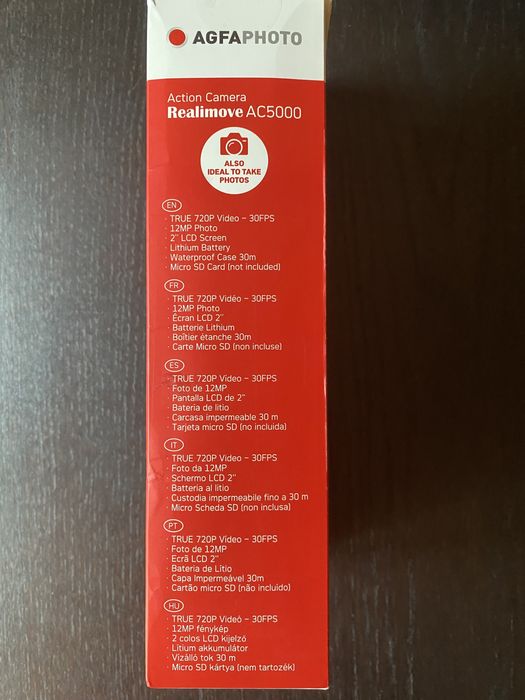 AGFAPHOTO
Action Camera
Realimove AC5000
ALSO
IDEAL TO TAKE
PHOTOS
EN
· TRUE 720P Video – 30FPS
· 12MP Photo
· 2" LCD Screen
· Lithium Battery
· Waterproof Case 30m
· Micro SD Card (not included)
FR
· TRUE 720P Vidéo – 30FPS
· 12MP Photo
· Écran LCD 2"
· Batterie Lithium
· Boîtier étanche 30m
· Carte Micro SD (non incluse)
ES
· TRUE 720P Video – 30FPS
· Foto de 12MP
· Pantalla LCD de 2"
· Bateria de litio
· Carcasa impermeable 30 m
· Tarjeta micro SD (no incluida)
IT
· TRUE 720P Video – 30FPS
· Foto da 12MP
· Schermo LCD 2"
· Batteria al litio
· Custodia impermeabile fino a 30 m
· Micro Scheda SD (non inclusa)
PT
· TRUE 720P Vídeo – 30FPS
· Foto de 12MP
· Ecrã LCD 2"
· Bateria de Lítio
· Capa Impermeável 30m
· Cartão micro SD (não incluído)
HU
· TRUE 720P Videó – 30FPS
· 12MP fénykép
· 2 colos LCD kijelző
· Lítium akkumulátor
· Vízálló tok 30 m
· Micro SD kártya (nem tartozék)